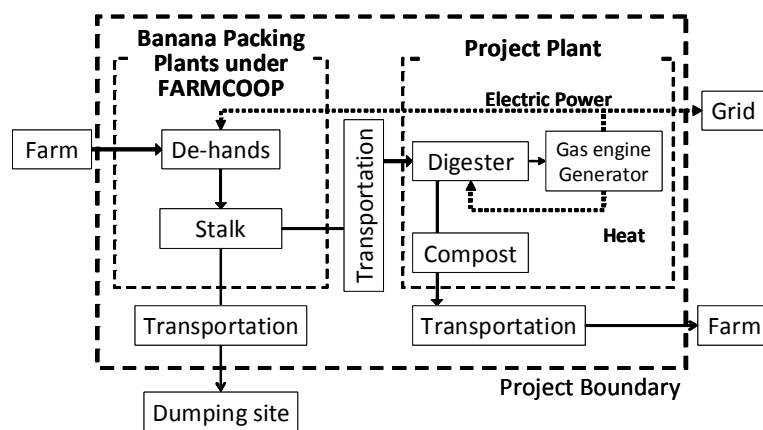 Banana Packing
Plants under
FARMCOOP
Project Plant
Electric Power
Grid
Farm
De-hands
Transportation
Digester
Gas engine
Generator
Stalk
Heat
Compost
Transportation
Transportation
Farm
Project Boundary
Dumping site